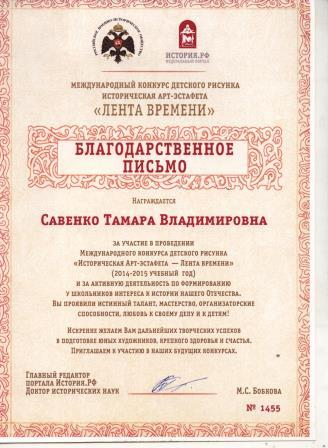 ИСТОРИЯ.РФ
МЕЖДУНАРОДНЫЙ КОНКУРС ДЕТСКОГО РИСУНКА
ИСТОРИЧЕСКАЯ АРТ-ЭСТАФЕТА
«ЛЕНТА ВРЕМЕНИ»
БЛАГОДАРСТВЕННОЕ
ПИСЬМО
НАГРАЖДАЕТСЯ
САВЕНКО ТАМАРА ВЛАДИМИРОВНА
ЗА УЧАСТИЕ В ПРОВЕДЕНИИ
МЕЖДУНАРОДНОГО КОНКУРСА ДЕТСКОГО РИСУНКА
«ИСТОРИЧЕСКАЯ АРТ-ЭСТАФЕТА — ЛЕНТА ВРЕМЕНИ»
(2014-2015 УЧЕБНЫЙ ГОД)
И ЗА АКТИВНУЮ ДЕЯТЕЛЬНОСТЬ ПО ФОРМИРОВАНИЮ
У ШКОЛЬНИКОВ ИНТЕРЕСА К ИСТОРИИ НАШЕГО ОТЕЧЕСТВА.
ВЫ ПРОЯВИЛИ ИСТИННЫЙ ТАЛАНТ, МАСТЕРСТВО, ОРГАНИЗАТОРСКИЕ
СПОСОБНОСТИ, ЛЮБОВЬ К СВОЕМУ ДЕЛУ И К ДЕТЯМ!
ИСКРЕННЕ ЖЕЛАЕМ ВАМ ДАЛЬНЕЙШИХ ТВОРЧЕСКИХ УСПЕХОВ
В ПОДГОТОВКЕ ЮНЫХ ХУДОЖНИКОВ, КРЕПКОГО ЗДОРОВЬЯ И СЧАСТЬЯ.
ПРИГЛАШАЕМ К УЧАСТИЮ В НАШИХ БУДУЩИХ КОНКУРСАХ.
ГЛАВНЫЙ РЕДАКТОР
ПОРТАЛА ИСТОРИЯ.РФ
ДОКТОР ИСТОРИЧЕСКИХ НАУК
М.С. БОБКОВА
№ 1455